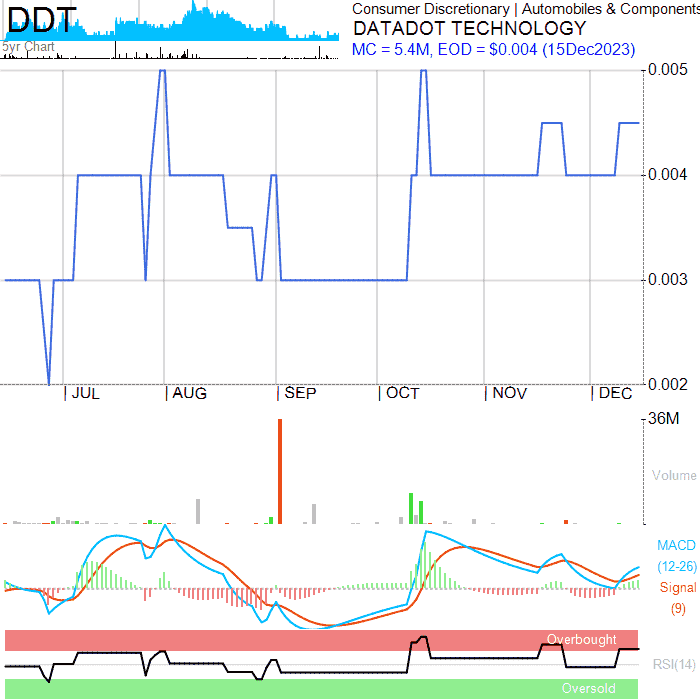 DDT
5yr Chart
Consumer Discretionary | Automobiles & Components
DATADOT TECHNOLOGY
MC = 5.4M, EOD = $0.004 (15Dec2023)
0.005
0.004
0.003
0.002
JUL
AUG
SEP
OCT
NOV
DEC
36M
Volume
MACD
(12-26)
Signal
(9)
Overbought
RSI(14)
Oversold